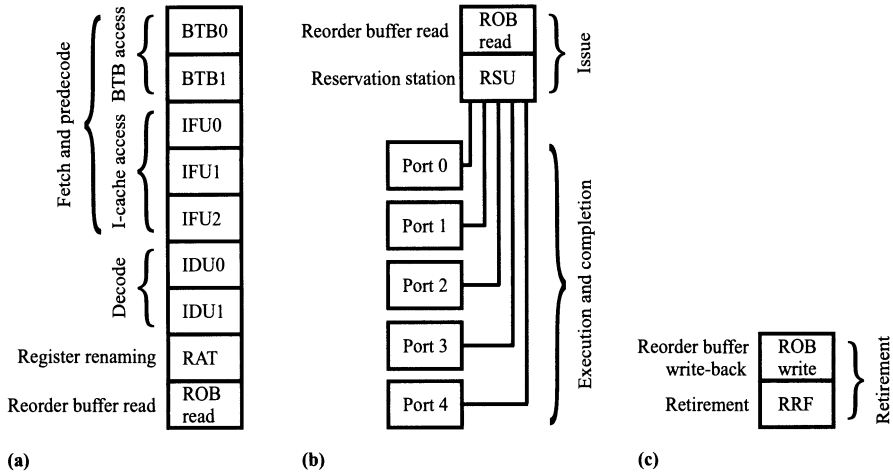 Fetch and predecode
BTB access
I-cache access
Decode
Register renaming
Reorder buffer read
BTB0
BTB1
IFU0
IFU1
IFU2
IDU0
IDU1
RAT
ROB
read
(a)
Reorder buffer read
ROB
read
Reservation station
RSU
Issue
Port 0
Port 1
Port 2
Port 3
Port 4
Execution and completion
(b)
Reorder buffer
write-back
ROB
write
Retirement
RRF
Retirement
(c)